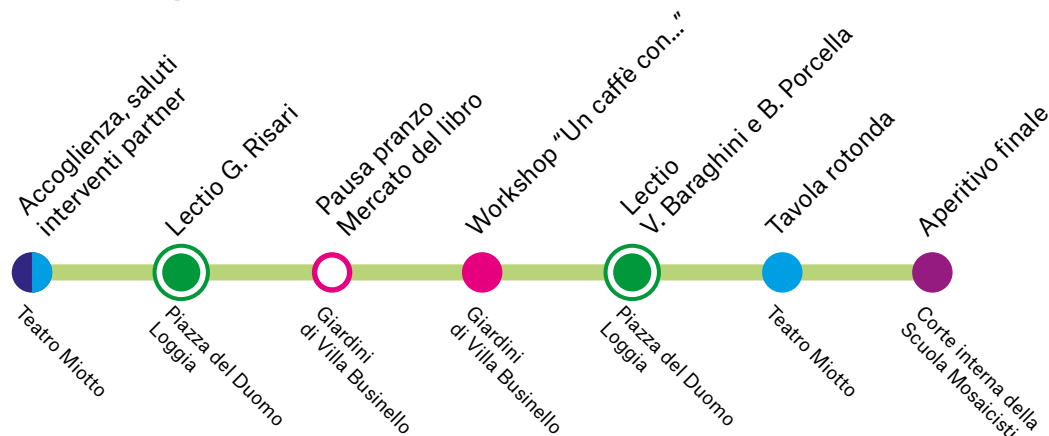 Accoglienza, saluti
interventi partner
Teatro Miotto
Lectio G. Risari
Piazza del Duomo
Loggia
Pausa pranzo
Mercato del libro
Giardini
di Villa Businello
Workshop “Un caffè con...”
Giardini
di Villa Businello
Lectio
V. Baraghini e B. Porcella
Piazza del Duomo
Loggia
Tavola rotonda
Teatro Miotto
Aperitivo finale
Corte interna della
Scuola Mosaicisti